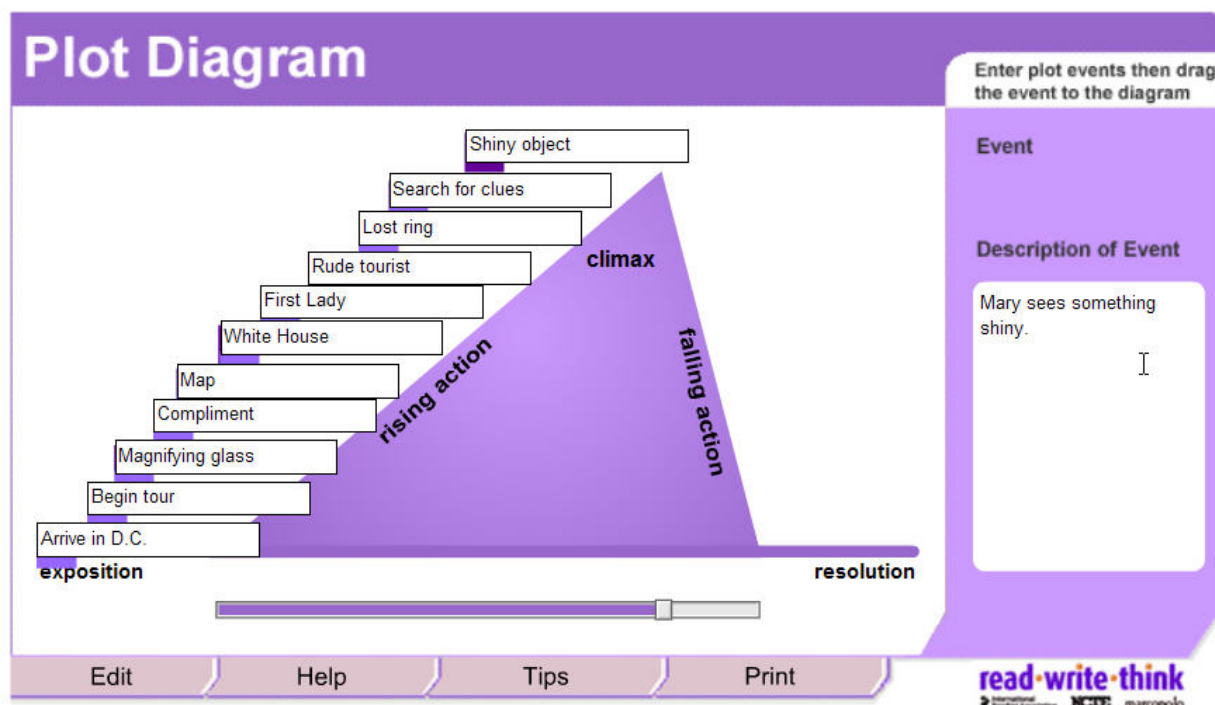 Plot Diagram
Enter plot events then drag
the event to the diagram
Event
Description of Event
Mary sees something
shiny.
Shiny object
Search for clues
Lost ring
Rude tourist
First Lady
White House
Map
Compliment
Magnifying glass
Begin tour
Arrive in D.C.
climax
rising action
falling action
exposition
resolution
Edit
Help
Tips
Print
read·write·think
International
NCTE
marcopolo